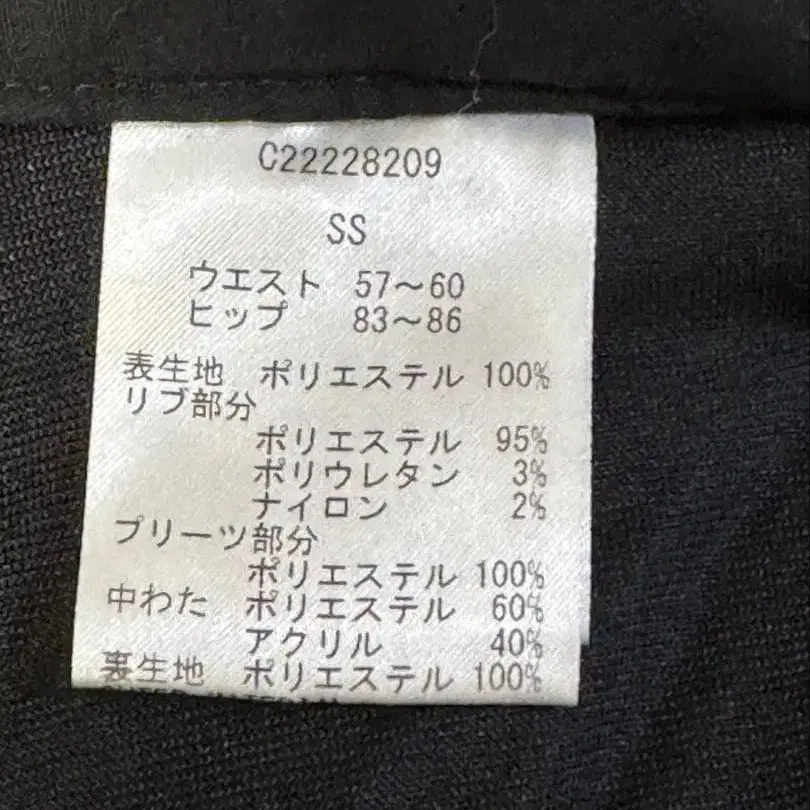 C22228209
SS
ウエスト 57～60
ヒップ 83～86
表生地 ポリエステル 100%
リブ部分
ポリエステル 95%
ポリウレタン 3%
ナイロン 2%
プリーツ部分
ポリエステル 100%
中わた ポリエステル 60%
アクリル 40%
裏生地 ポリエステル 100%